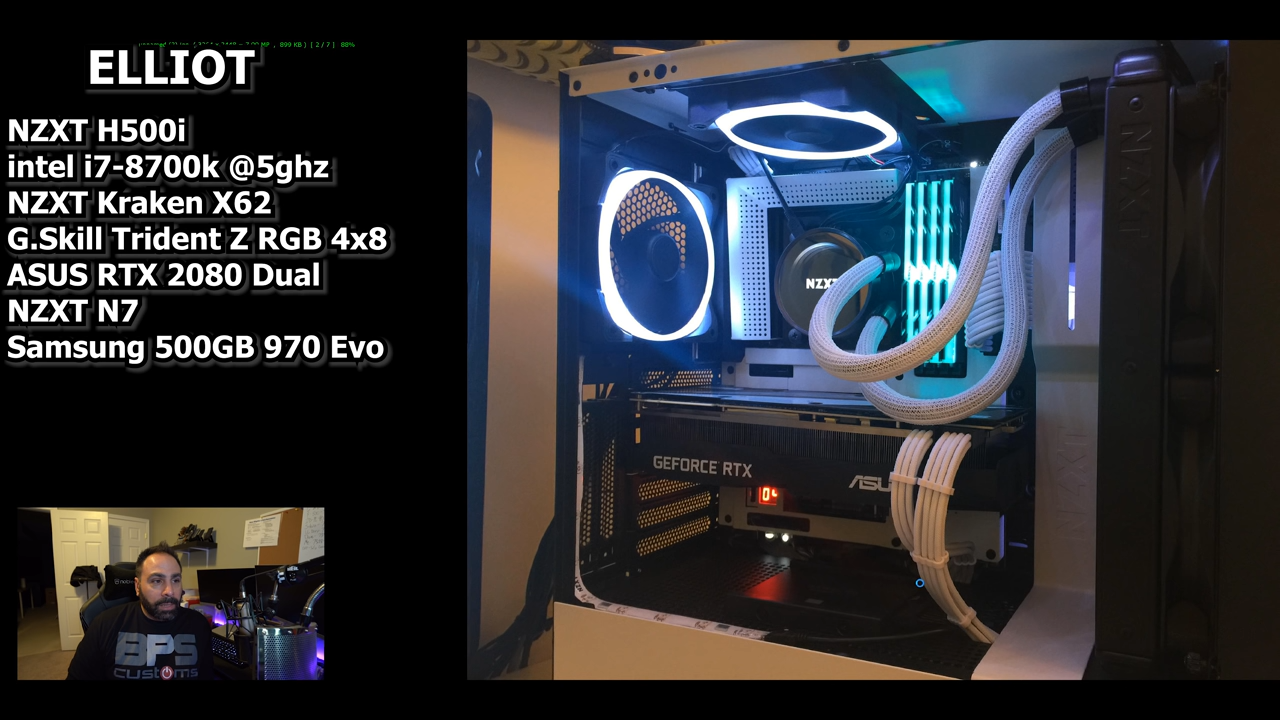 ELLIOT
NZXT H500i
intel i7-8700k @5ghz
NZXT Kraken X62
G.Skill Trident Z RGB 4x8
ASUS RTX 2080 Dual
NZXT N7
Samsung 500GB 970 Evo
NZXT
NZXT
GEFORCE RTX
ASU
BPS
customs